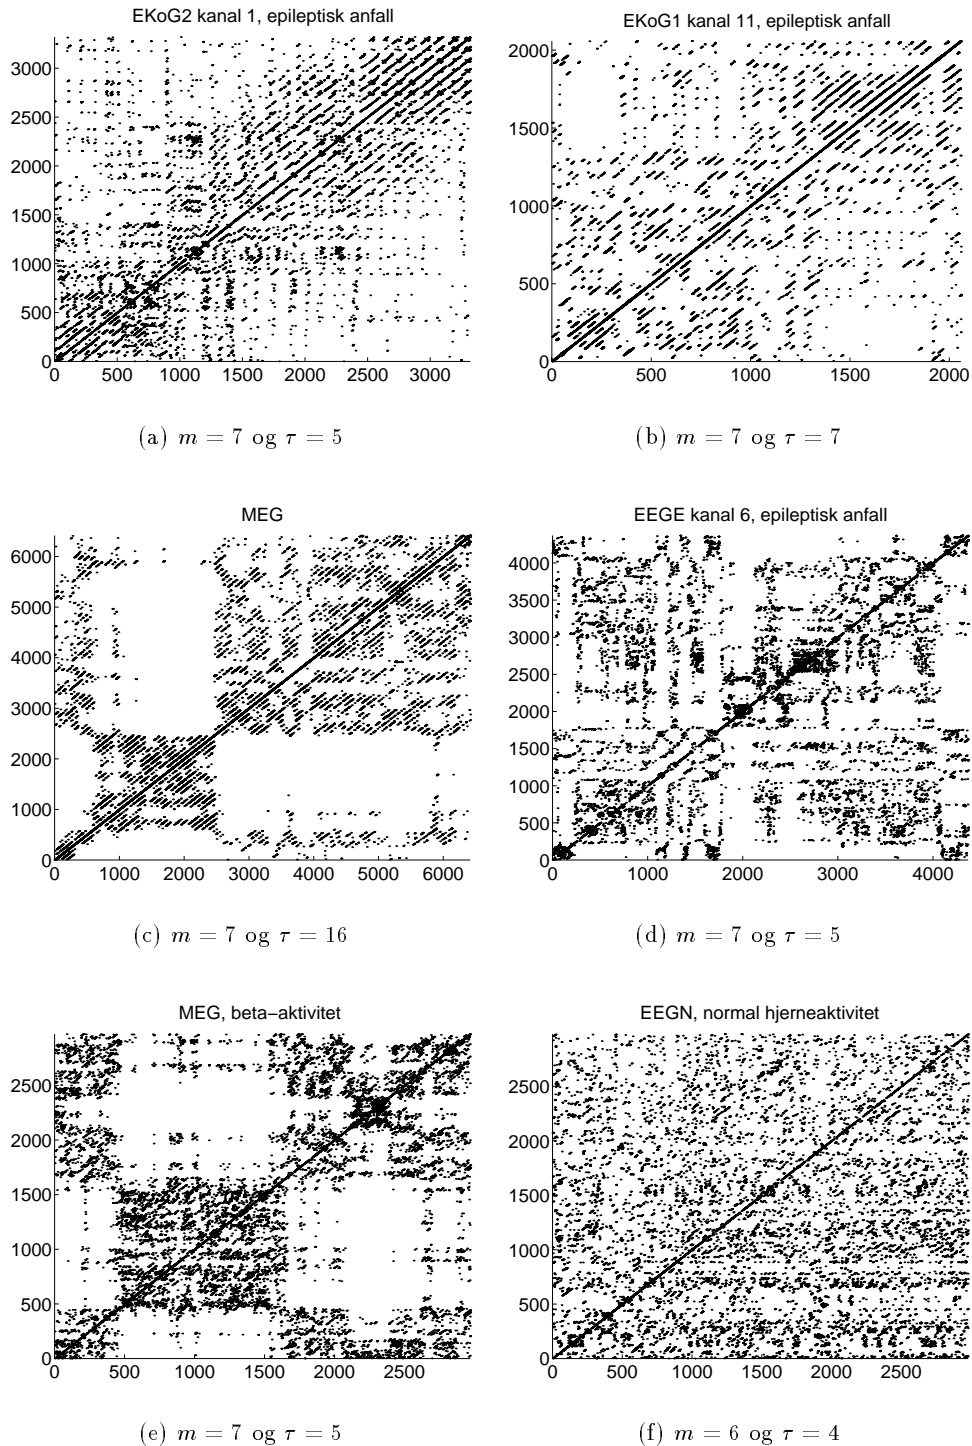 EKoG2 kanal 1, epileptisk anfall
3000
2500
2000
1500
1000
500
0
0 500 1000 1500 2000 2500 3000
(a) m = 7 og τ = 5
EKoG1 kanal 11, epileptisk anfall
2000
1500
1000
500
0
0 500 1000 1500 2000
(b) m = 7 og τ = 7
MEG
6000
5000
4000
3000
2000
1000
0
0 1000 2000 3000 4000 5000 6000
(c) m = 7 og τ = 16
EEGE kanal 6, epileptisk anfall
4000
3500
3000
2500
2000
1500
1000
500
0
0 1000 2000 3000 4000
(d) m = 7 og τ = 5
MEG, beta−aktivitet
2500
2000
1500
1000
500
0
0 500 1000 1500 2000 2500
(e) m = 7 og τ = 5
EEGN, normal hjerneaktivitet
2500
2000
1500
1000
500
0
0 500 1000 1500 2000 2500
(f) m = 6 og τ = 4